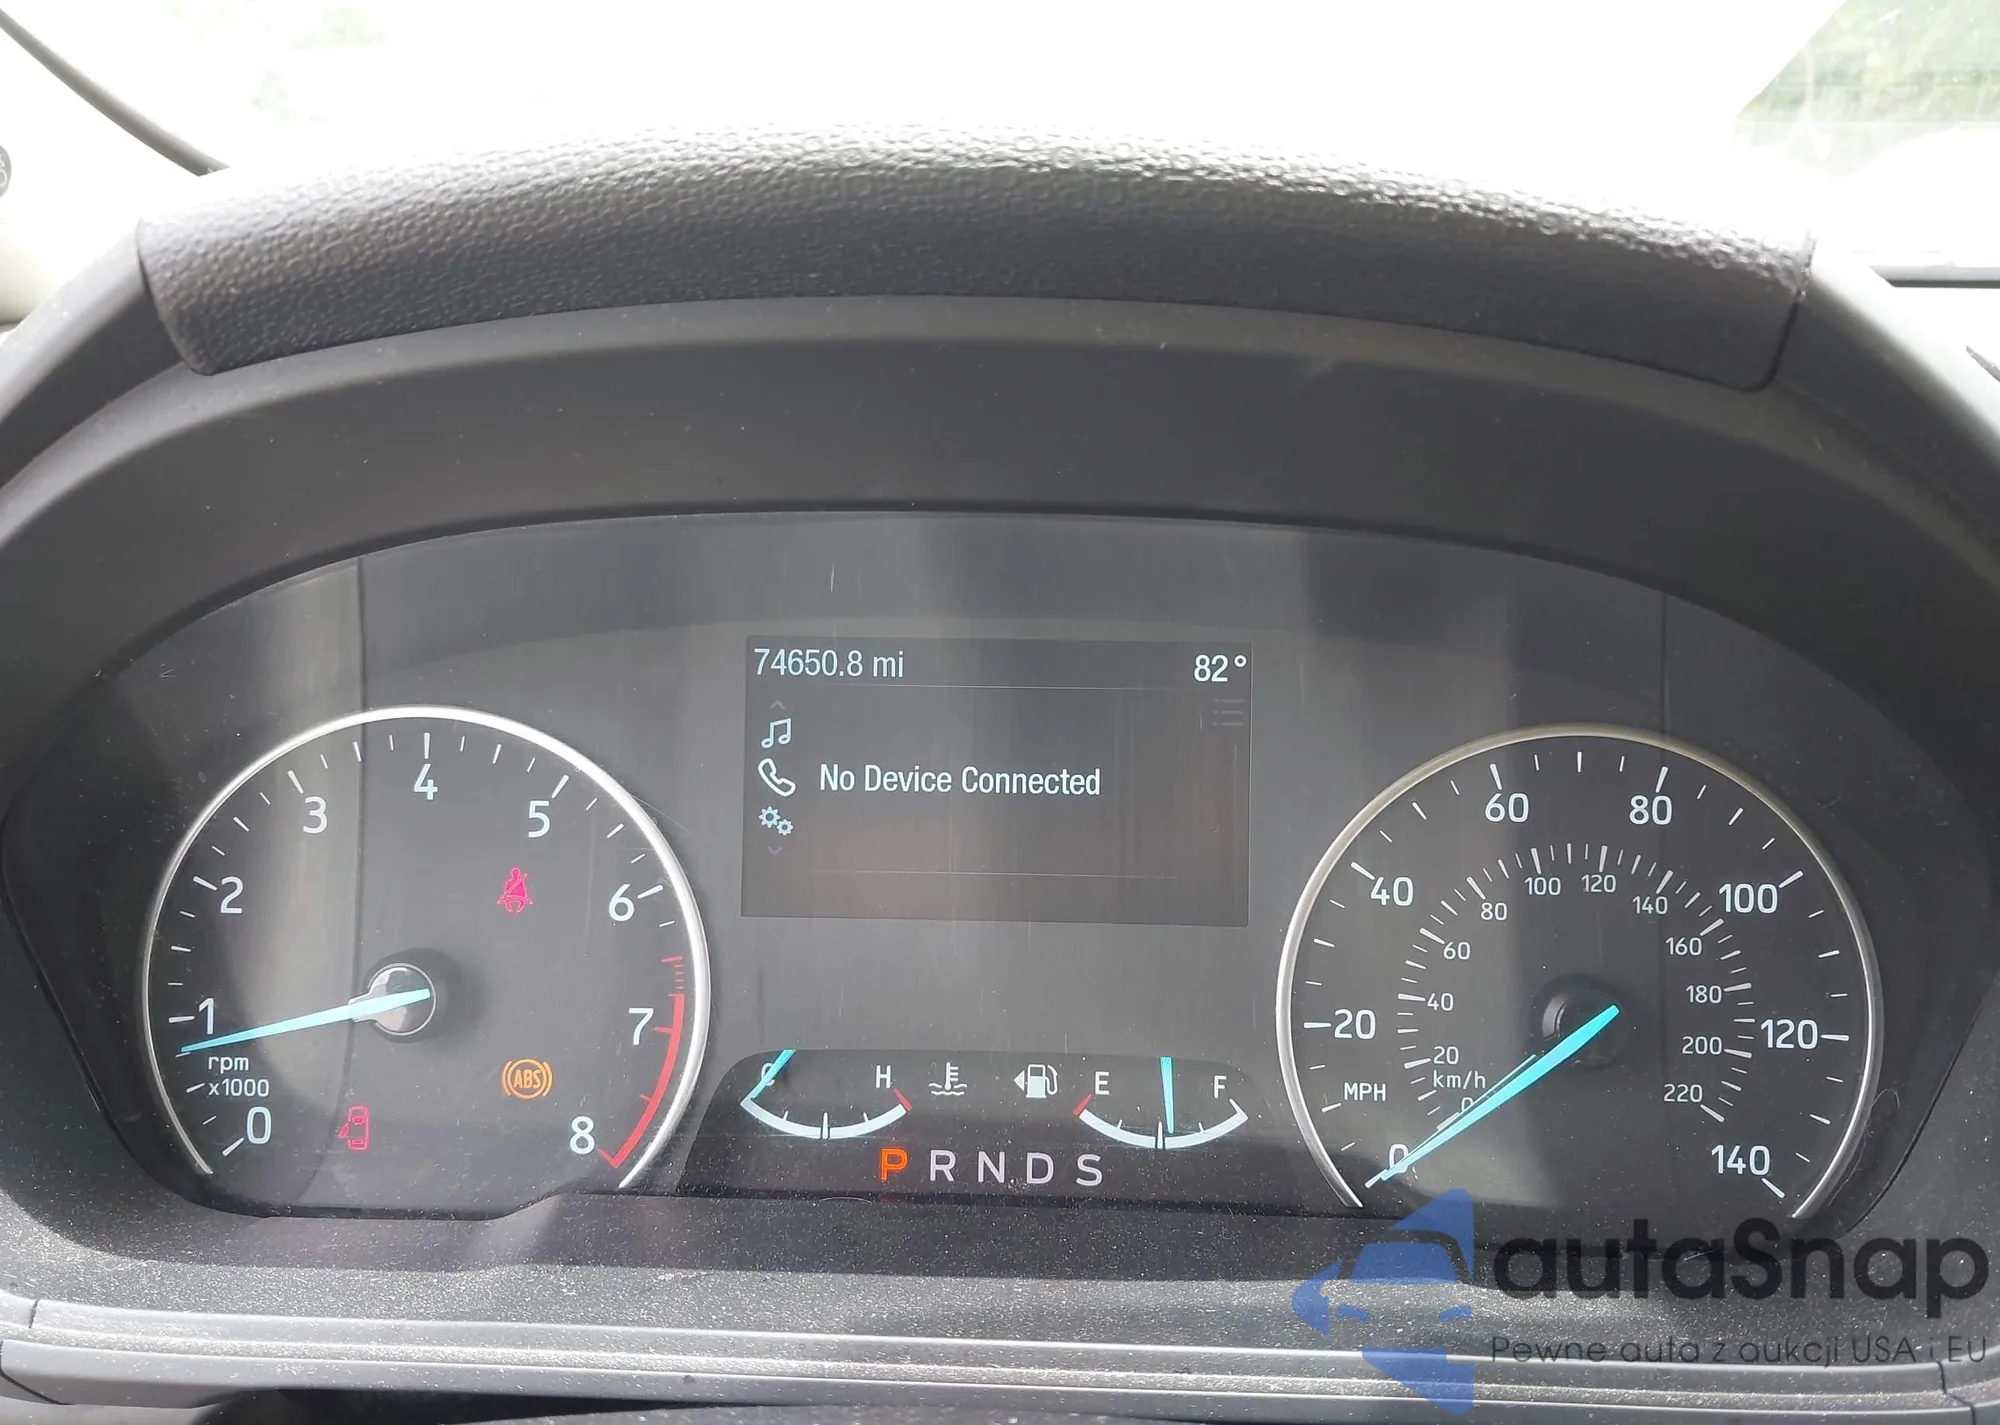 74650.8 mi 82°
No Device Connected
0 1 2 3 4 5 6 7 8
rpm
x1000
ABS
C H E F
P R N D S
0 20 40 60 80 100 120 140
MPH
20 40 60 80 100 120 140 160 180 200 220
km/h
autaSnap
Pewne auta z aukcji USA i EU